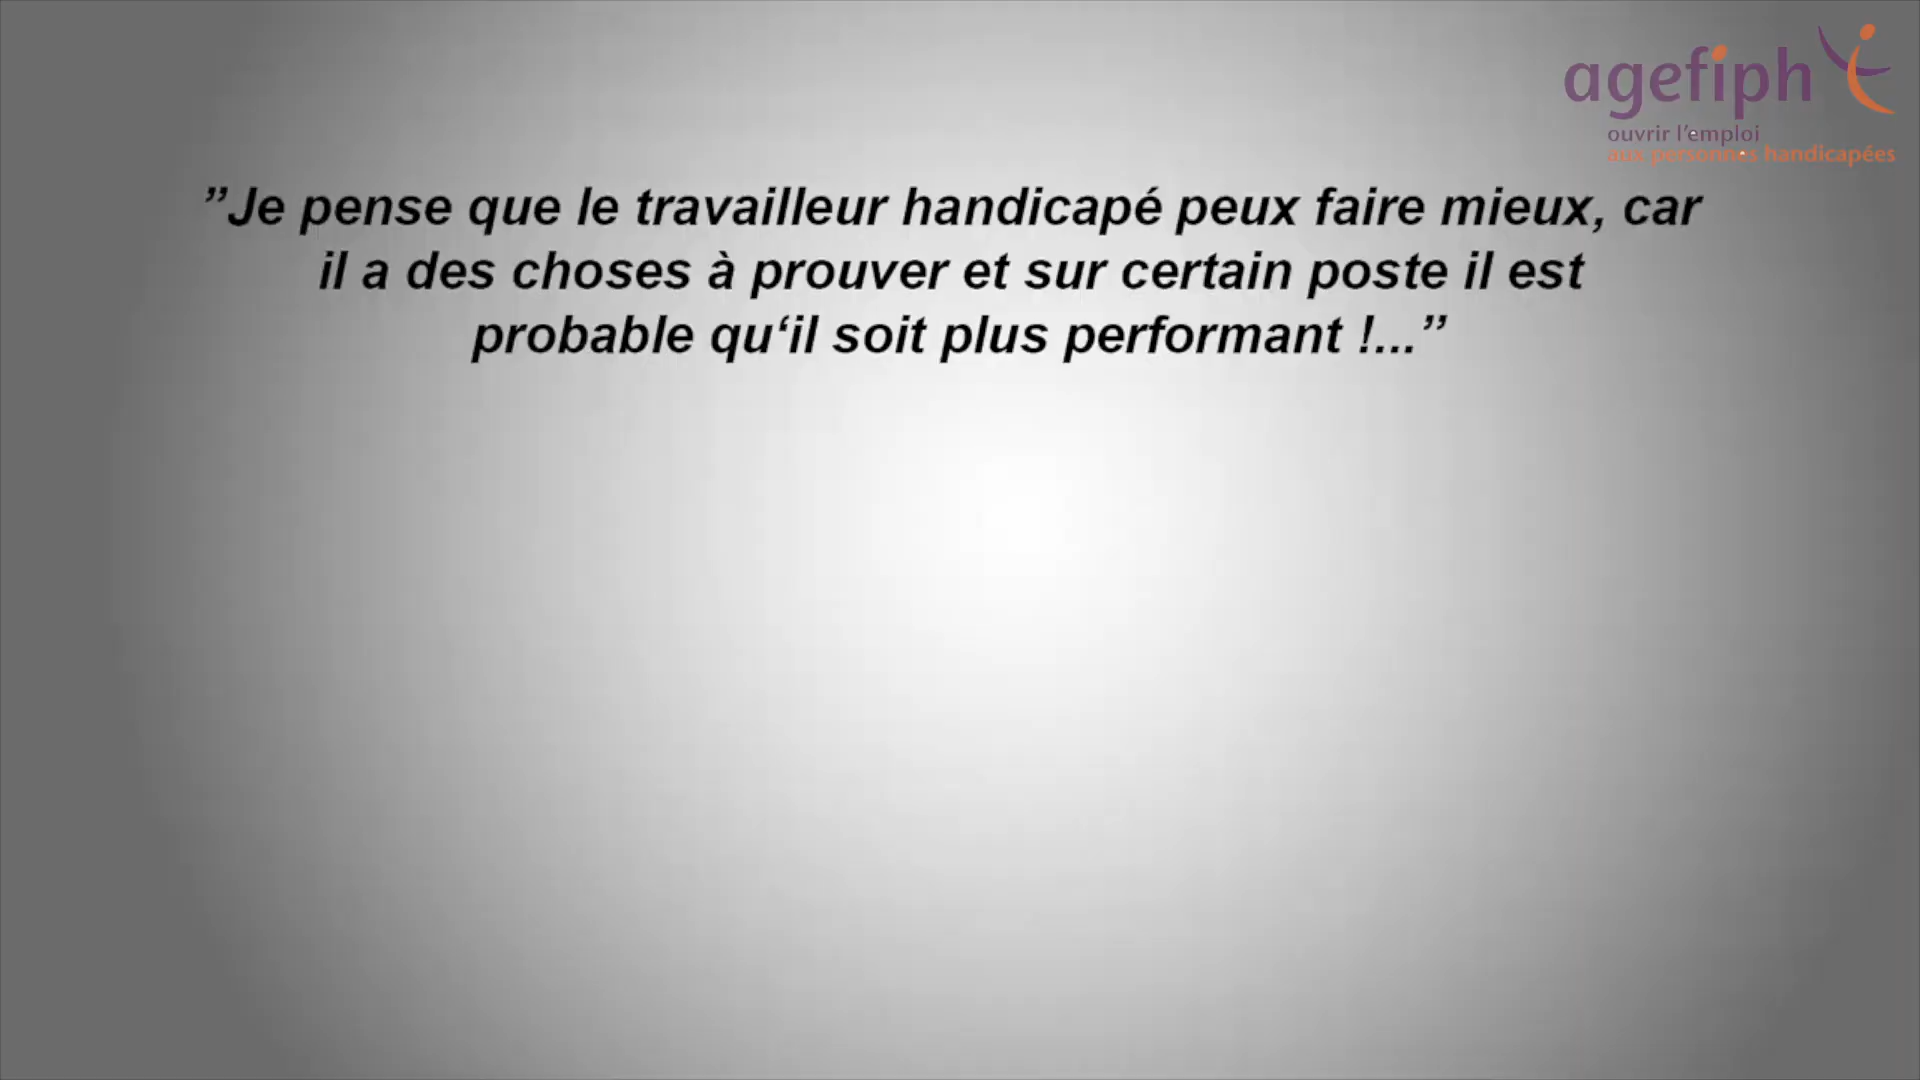 agefiph
ouvrir l'emploi
aux personnes handicapées
”Je pense que le travailleur handicapé peux faire mieux, car
il a des choses à prouver et sur certain poste il est
probable qu‘il soit plus performant !...”